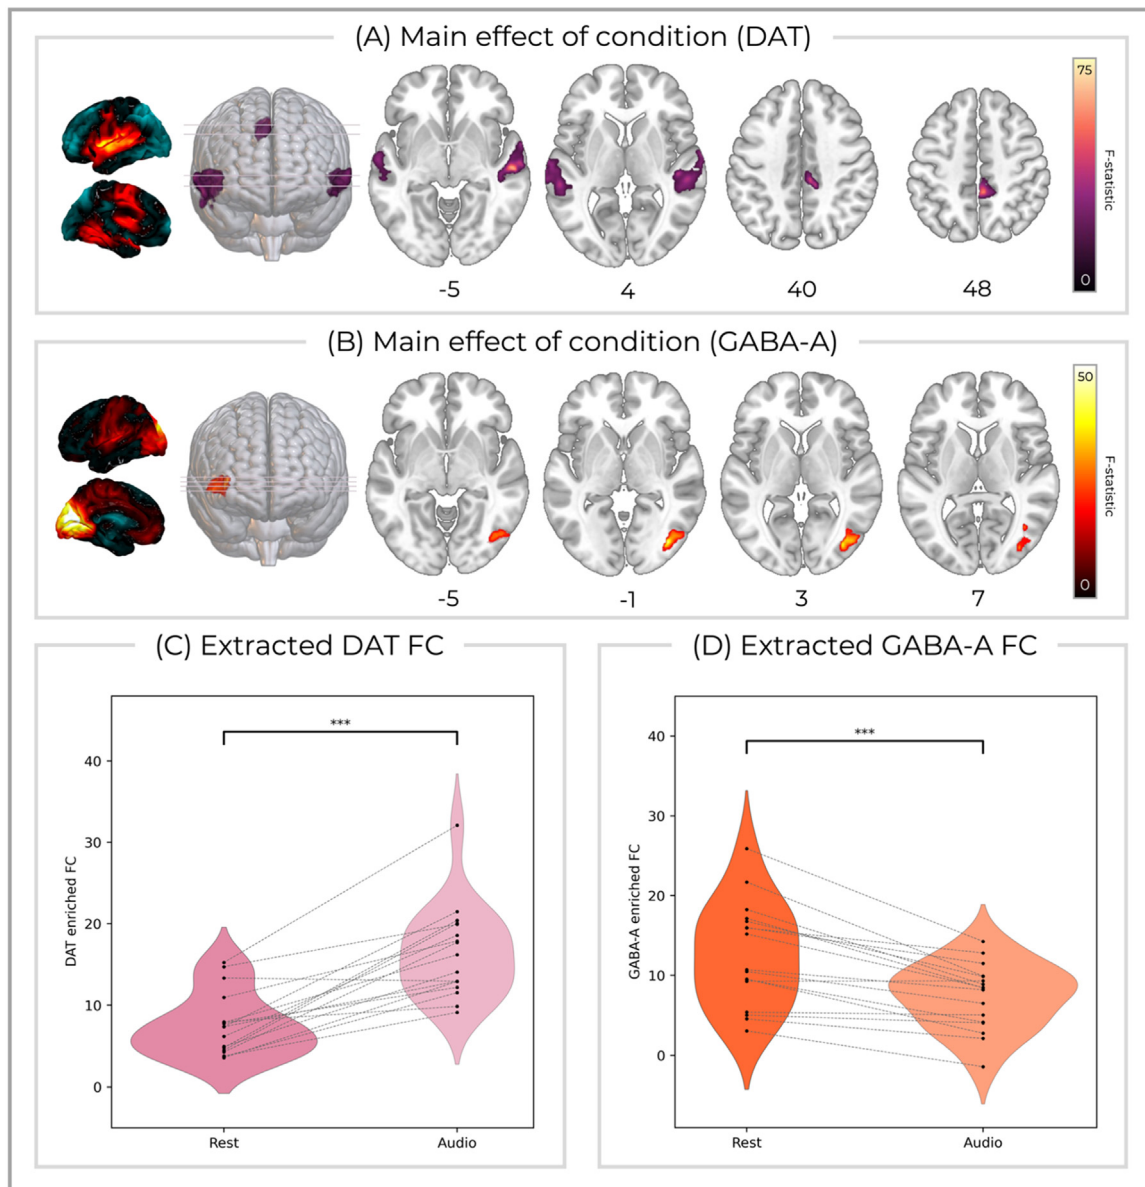 (A) Main effect of condition (DAT)
75
F-statistic
0
-5 4 40 48
(B) Main effect of condition (GABA-A)
50
F-statistic
0
-5 -1 3 7
(C) Extracted DAT FC
***
40
30
20
10
0
DAT enriched FC
Rest Audio
(D) Extracted GABA-A FC
***
40
30
20
10
0
GABA-A enriched FC
Rest Audio